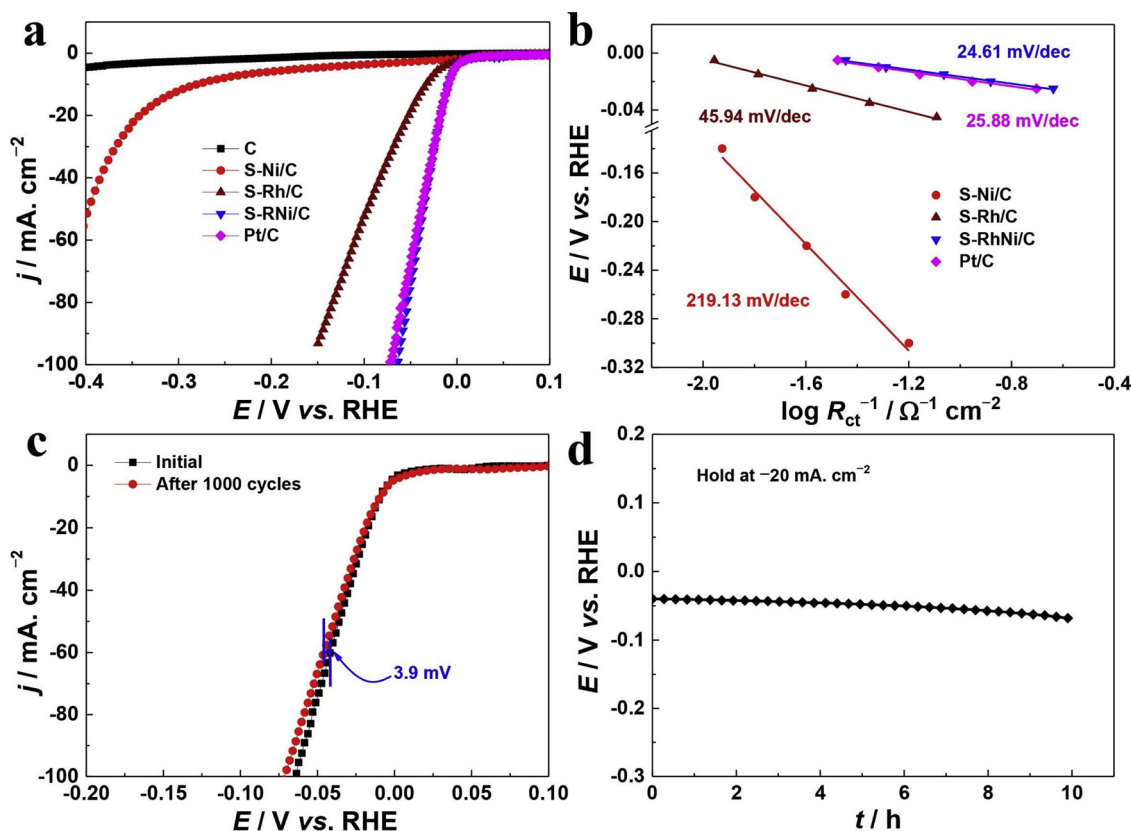 a
0
-20
-40
-60
-80
-100
-0.4
-0.3
-0.2
-0.1
0.0
0.1
j / mA. cm⁻²
E / V vs. RHE
C
S-Ni/C
S-Rh/C
S-RNi/C
Pt/C
b
0.00
-0.04
-0.16
-0.20
-0.24
-0.28
-0.32
-2.0
-1.6
-1.2
-0.8
-0.4
E / V vs. RHE
log Rct⁻¹ / Ω⁻¹ cm⁻²
24.61 mV/dec
25.88 mV/dec
45.94 mV/dec
219.13 mV/dec
S-Ni/C
S-Rh/C
S-RhNi/C
Pt/C
c
0
-20
-40
-60
-80
-100
-0.20
-0.15
-0.10
-0.05
0.00
0.05
0.10
j / mA. cm⁻²
E / V vs. RHE
Initial
After 1000 cycles
3.9 mV
d
0.2
0.1
0.0
-0.1
-0.2
-0.3
0
2
4
6
8
10
E / V vs. RHE
t / h
Hold at −20 mA. cm⁻²